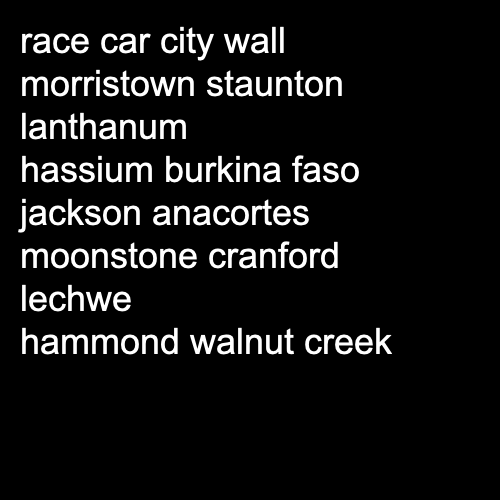 race car city wall
morristown staunton
lanthanum
hassium burkina faso
jackson anacortes
moonstone cranford
lechwe
hammond walnut creek